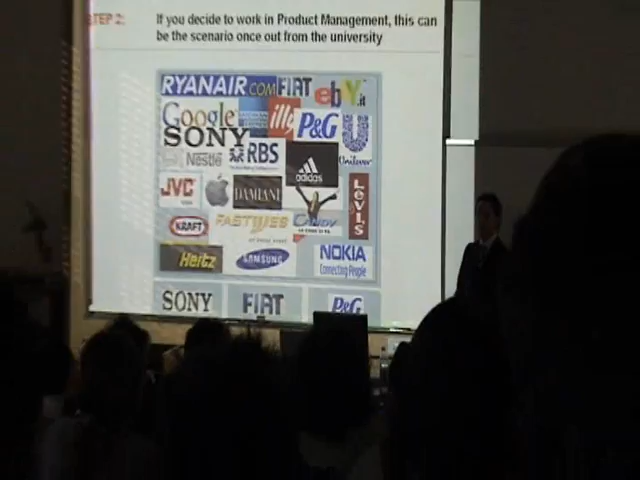 STEP 2:
If you decide to work in Product Management, this can
be the scenario once out from the university
RYANAIR.COM FIAT ebY.it
Google illy P&G
SONY
Nestle RBS adidas Unilever
JVC DAMIANI LEVI'S
KRAFT FASTWEB CANDY
Hertz SAMSUNG NOKIA
Connecting People
SONY FIAT P&G